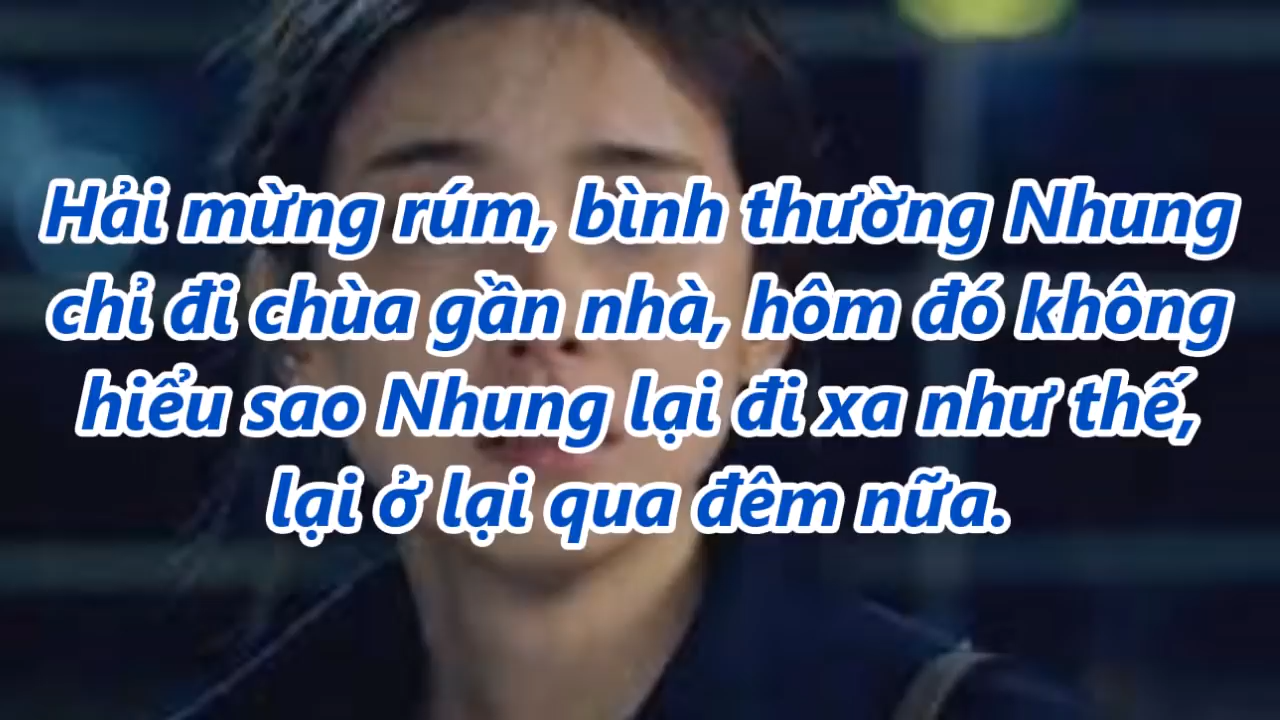 Hải mừng rúm, bình thường Nhung
chỉ đi chùa gần nhà, hôm đó không
hiểu sao Nhung lại đi xa như thế,
lại ở lại qua đêm nữa.